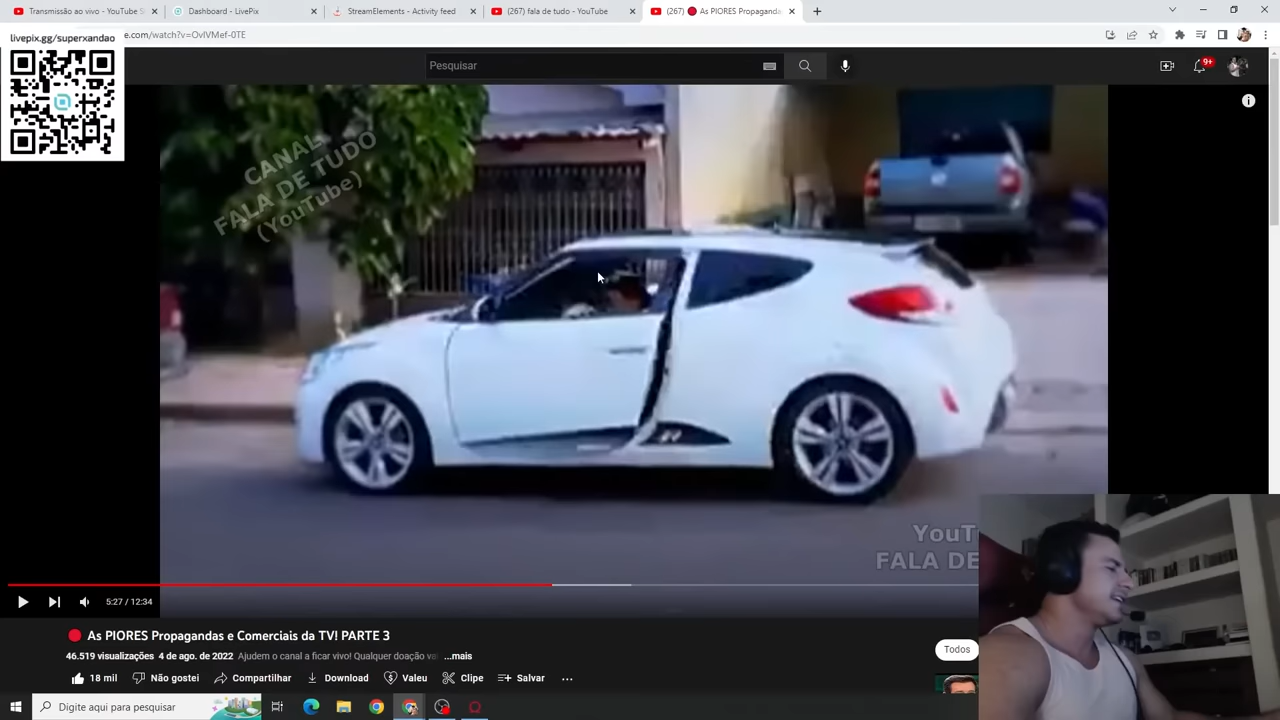 Transmissão ao vivo - YouTube S
Dashboard - LivePix
StreamElements - Activity feed
(267) fala de tudo - YouTube
(267) 🔴 As PIORES Propaganda
livepix.gg/superxandao
e.com/watch?v=OvIVMef-0TE
Pesquisar
9+
CANAL
FALA DE TUDO
(YouTube)
YouT
FALA DE
5:27 / 12:34
🔴 As PIORES Propagandas e Comerciais da TV! PARTE 3
46.519 visualizações 4 de ago. de 2022 Ajudem o canal a ficar vivo! Qualquer doação va ...mais
Todos
18 mil
Não gostei
Compartilhar
Download
Valeu
Clipe
Salvar
Digite aqui para pesquisar